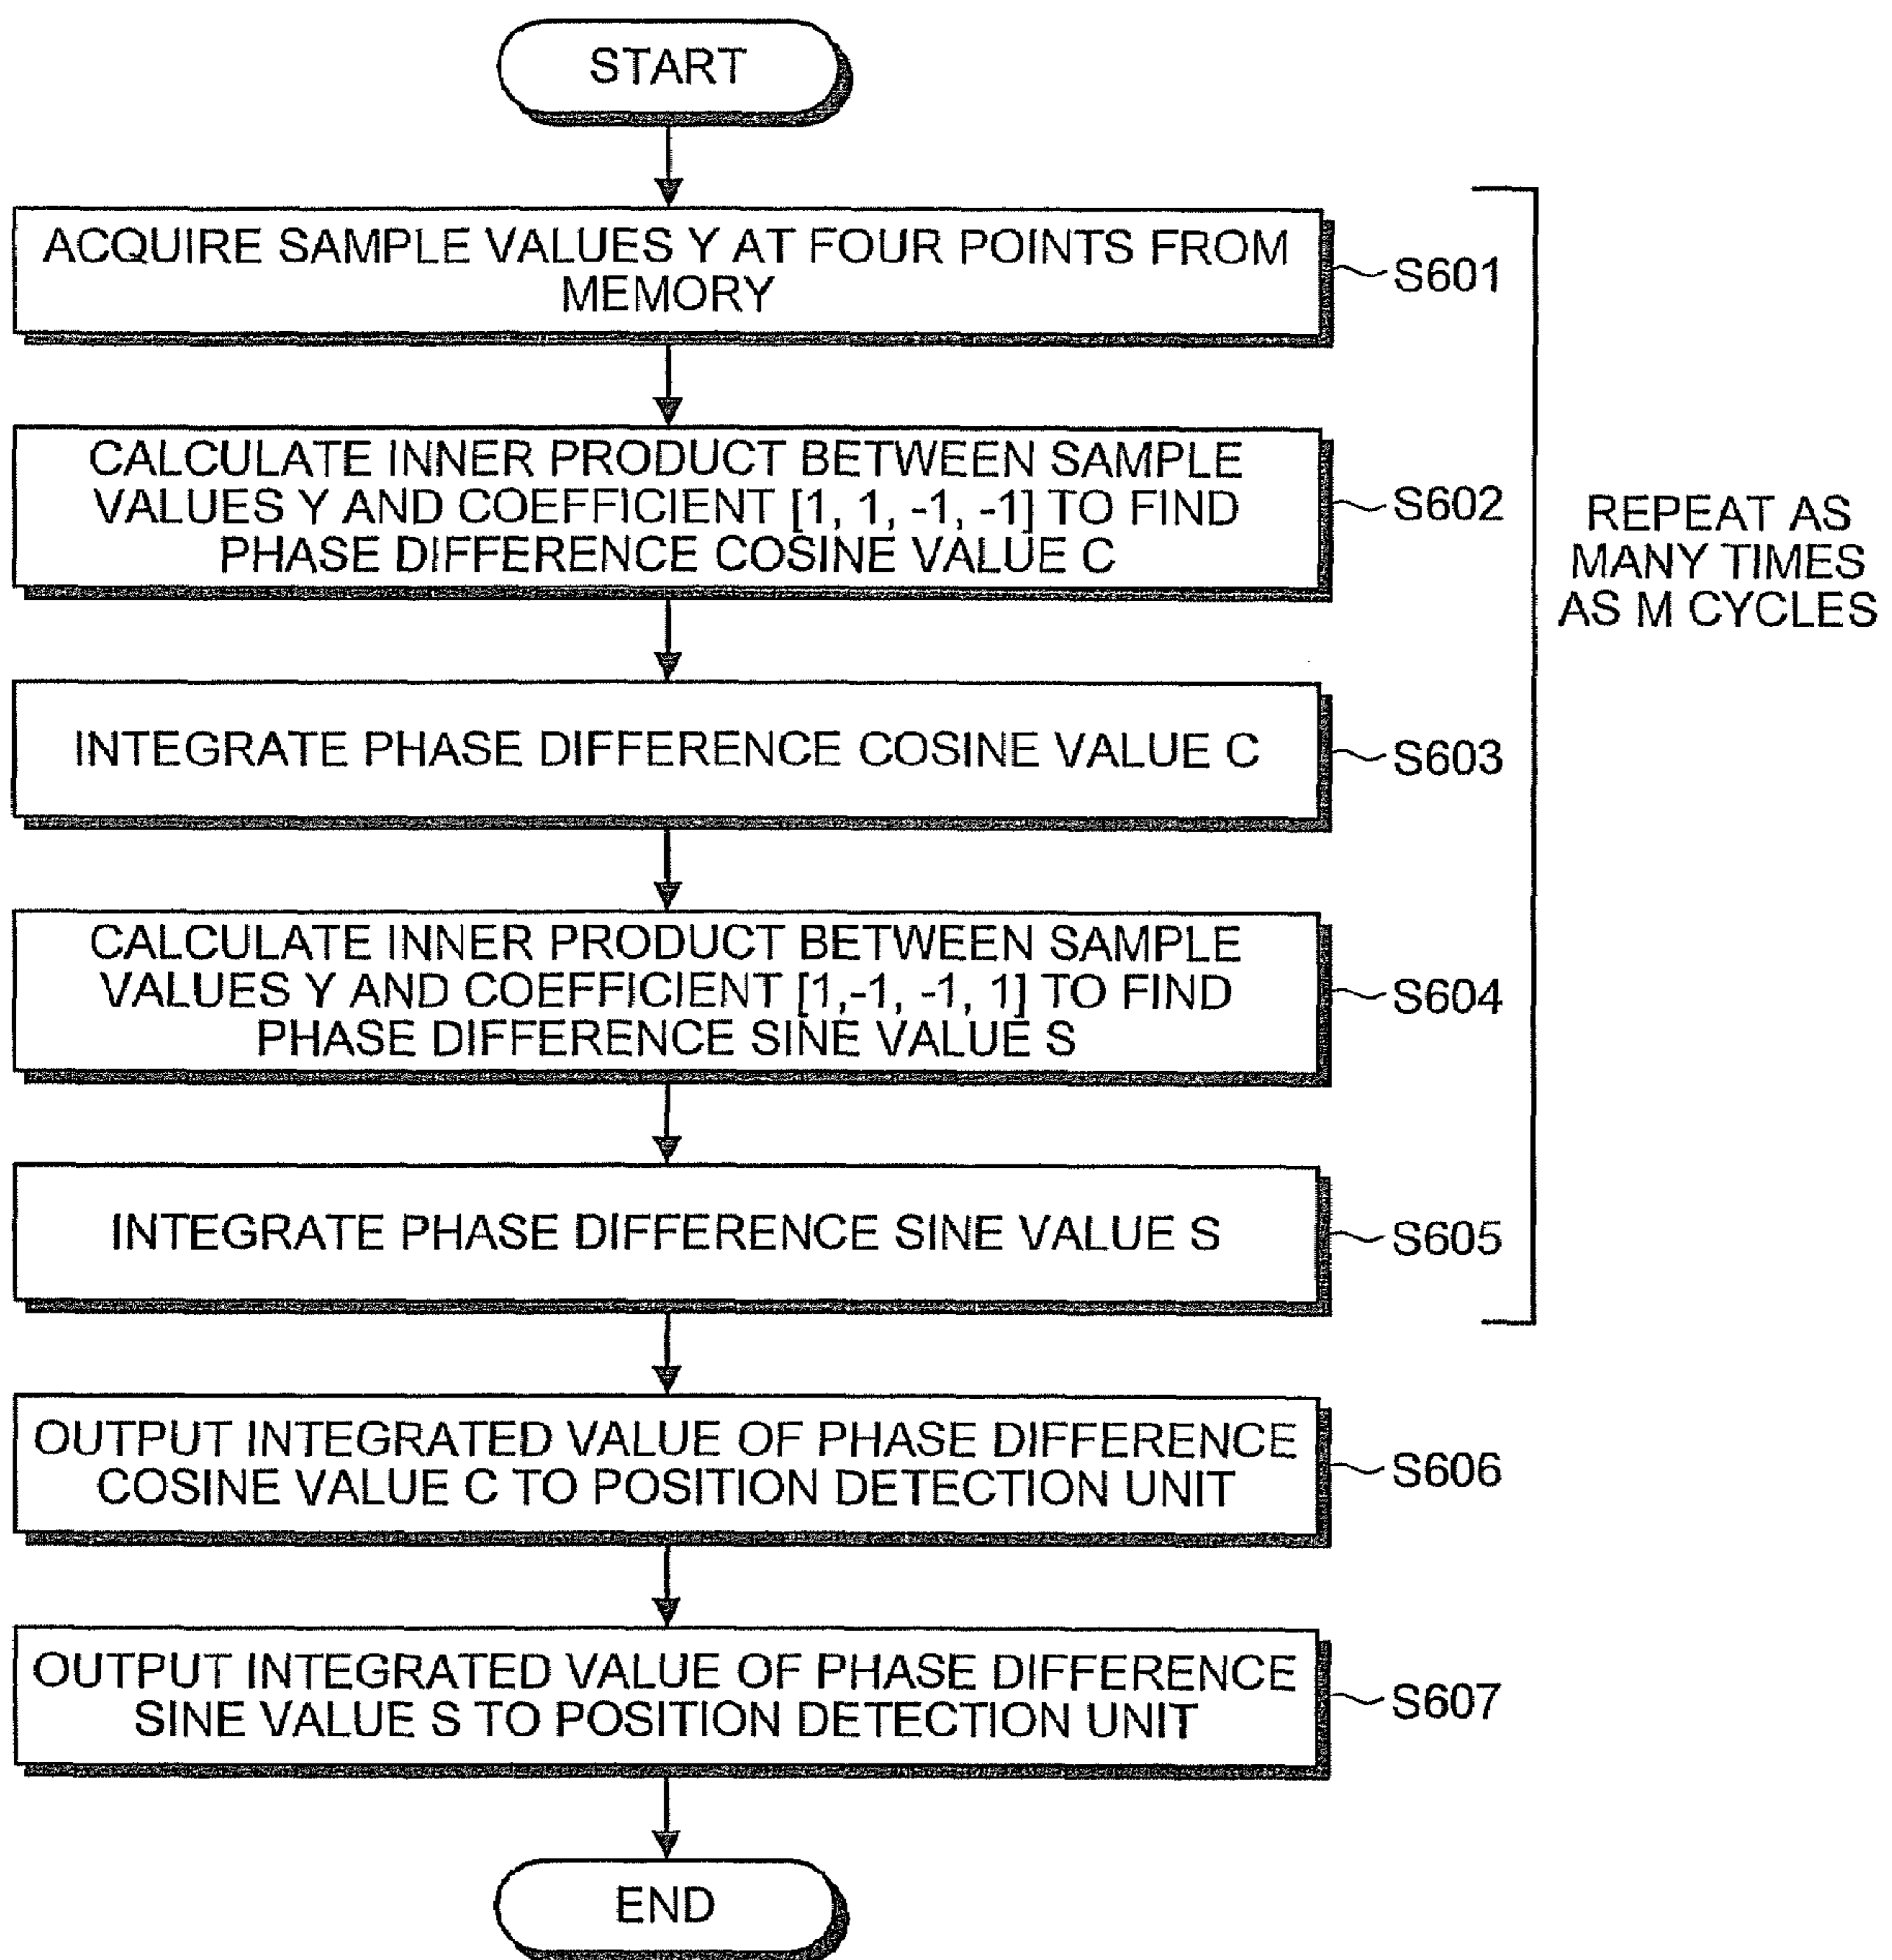 START
ACQUIRE SAMPLE VALUES Y AT FOUR POINTS FROM
MEMORY
S601
CALCULATE INNER PRODUCT BETWEEN SAMPLE
VALUES Y AND COEFFICIENT [1, 1, -1, -1] TO FIND
PHASE DIFFERENCE COSINE VALUE C
S602
REPEAT AS
MANY TIMES
AS M CYCLES
INTEGRATE PHASE DIFFERENCE COSINE VALUE C
S603
CALCULATE INNER PRODUCT BETWEEN SAMPLE
VALUES Y AND COEFFICIENT [1,-1, -1, 1] TO FIND
PHASE DIFFERENCE SINE VALUE S
S604
INTEGRATE PHASE DIFFERENCE SINE VALUE S
S605
OUTPUT INTEGRATED VALUE OF PHASE DIFFERENCE
COSINE VALUE C TO POSITION DETECTION UNIT
S606
OUTPUT INTEGRATED VALUE OF PHASE DIFFERENCE
SINE VALUE S TO POSITION DETECTION UNIT
S607
END